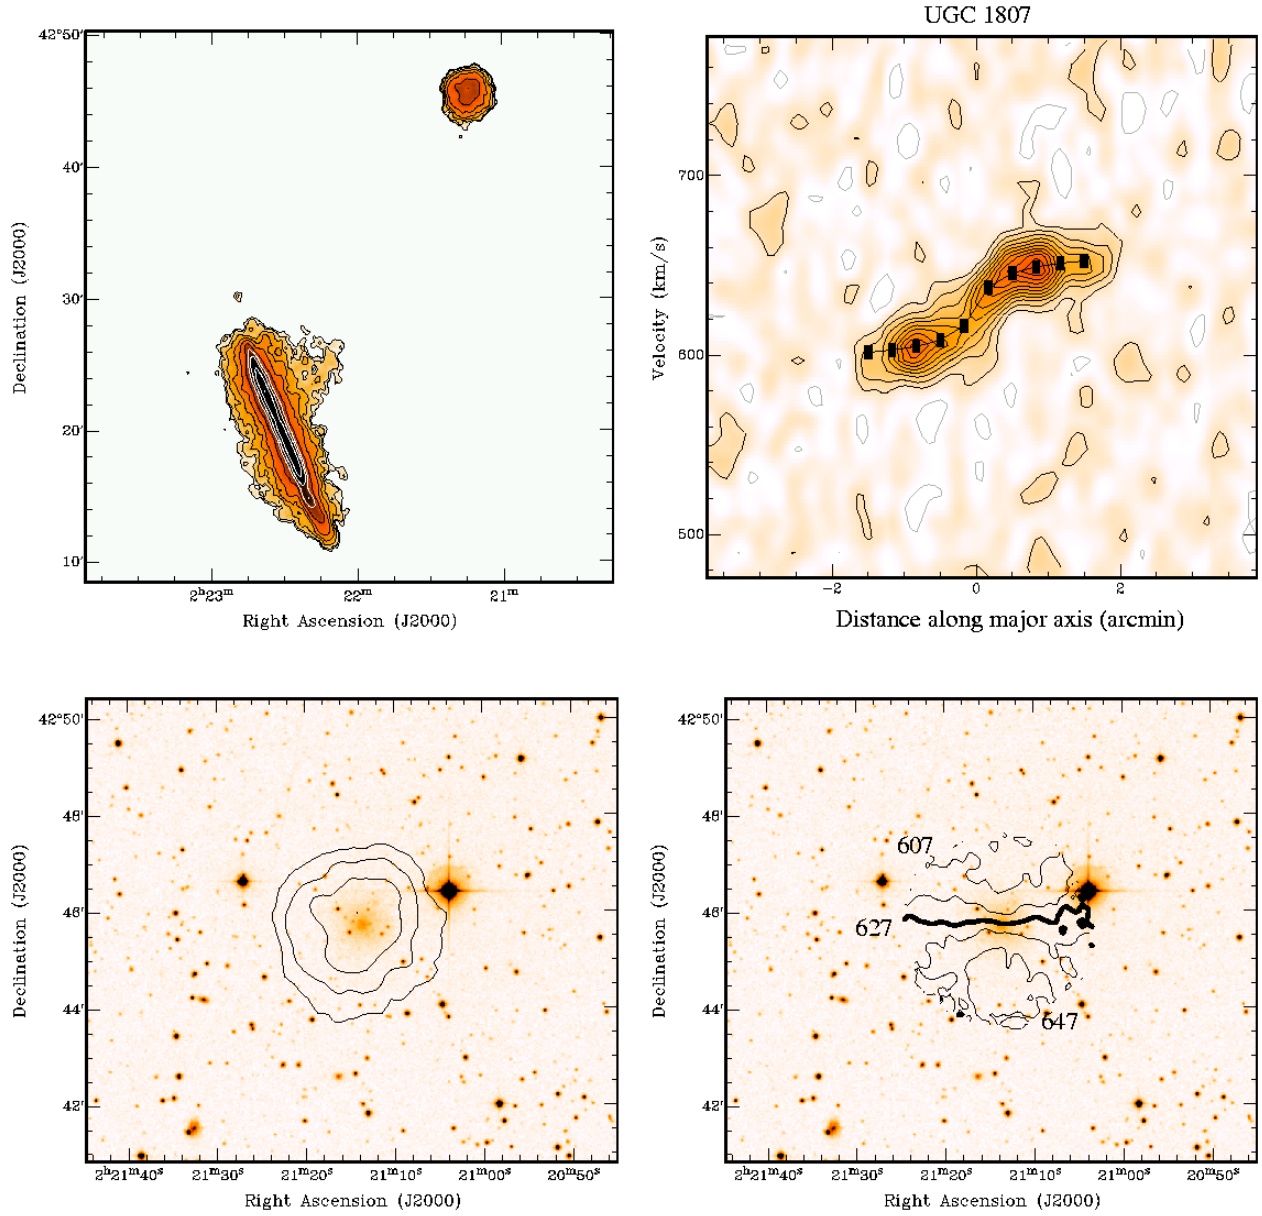 UGC 1807
42°50'
40'
30'
20'
10'
Declination (J2000)
2ʰ23ᵐ 22ᵐ 21ᵐ
Right Ascension (J2000)
700
600
500
Velocity (km/s)
-2 0 2
Distance along major axis (arcmin)
42°50'
48'
46'
44'
42'
Declination (J2000)
2ʰ21ᵐ40ˢ 21ᵐ30ˢ 21ᵐ20ˢ 21ᵐ10ˢ 21ᵐ00ˢ 20ᵐ50ˢ
Right Ascension (J2000)
42°50'
48'
46'
44'
42'
Declination (J2000)
607
627
647
2ʰ21ᵐ40ˢ 21ᵐ30ˢ 21ᵐ20ˢ 21ᵐ10ˢ 21ᵐ00ˢ 20ᵐ50ˢ
Right Ascension (J2000)